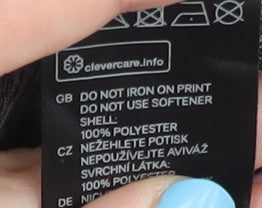 clevercare.info
GB DO NOT IRON ON PRINT
DO NOT USE SOFTENER
SHELL:
100% POLYESTER
CZ NEŽEHLETE POTISK
NEPOUŽÍVEJTE AVIVÁŽ
SVRCHNÍ LÁTKA:
100% POLYESTER
DE